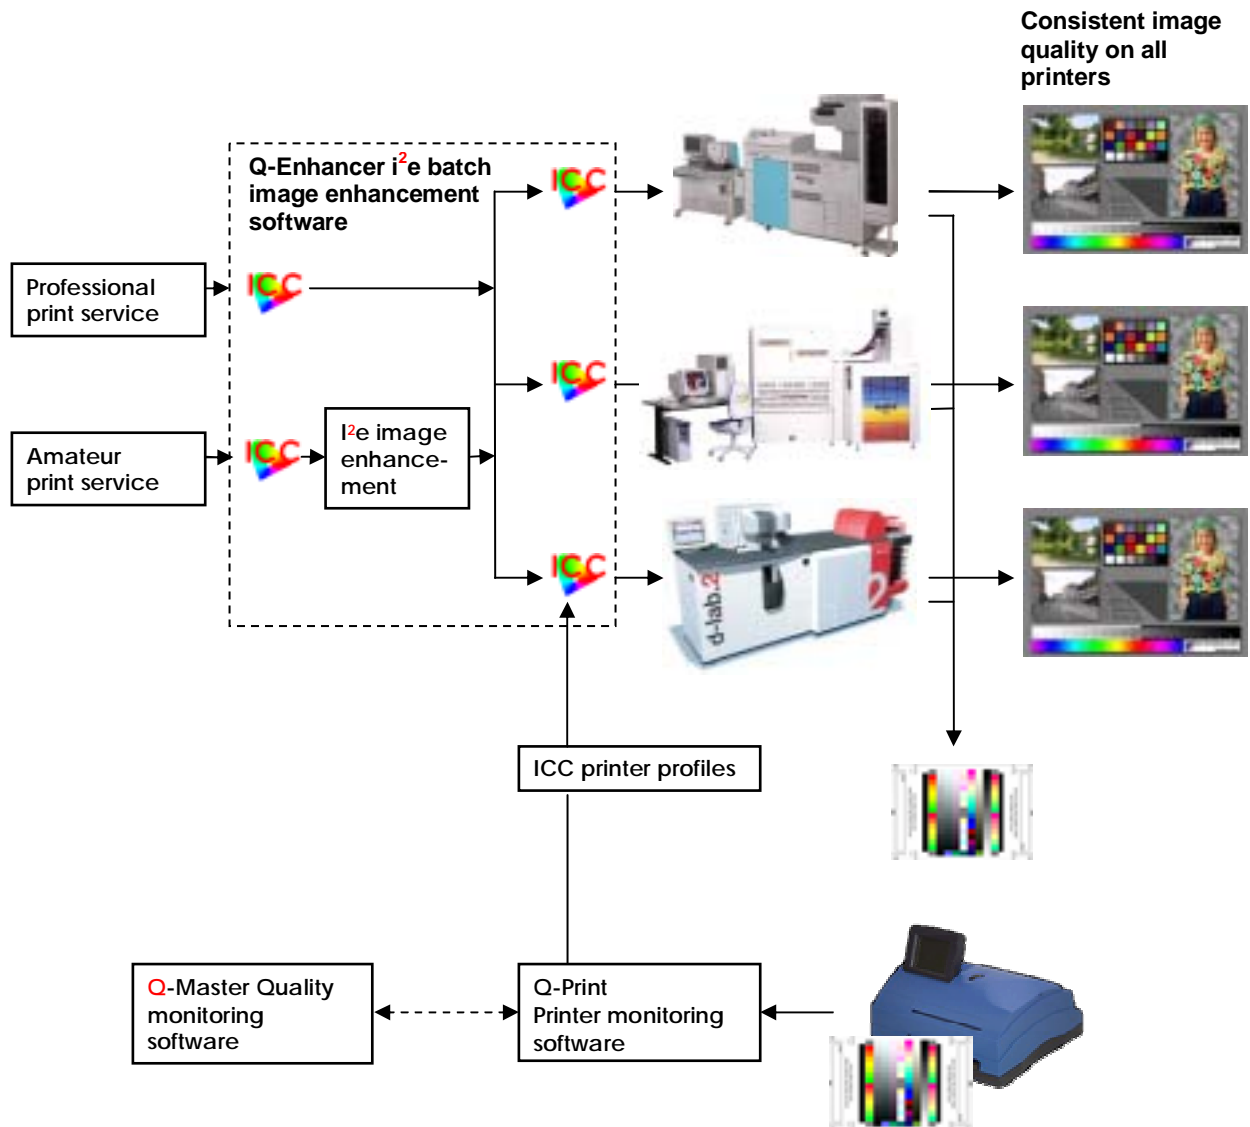 Consistent image
quality on all
printers
Q-Enhancer i²e batch
image enhancement
software
ICC
Professional
print service
ICC
ICC
Amateur
print service
ICC
I²e image
enhance-
ment
ICC
d-lab.2
ICC printer profiles
Q-Master Quality
monitoring
software
Q-Print
Printer monitoring
software